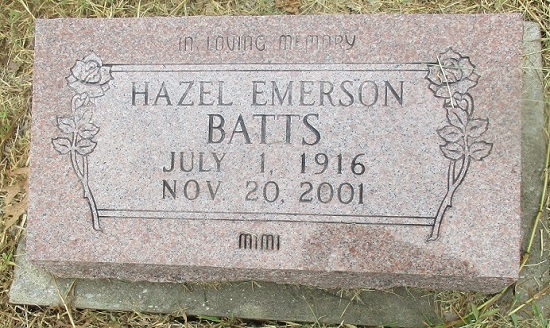 IN LOVING MEMORY
HAZEL EMERSON
BATTS
JULY 1, 1916
NOV. 20, 2001
MIMI